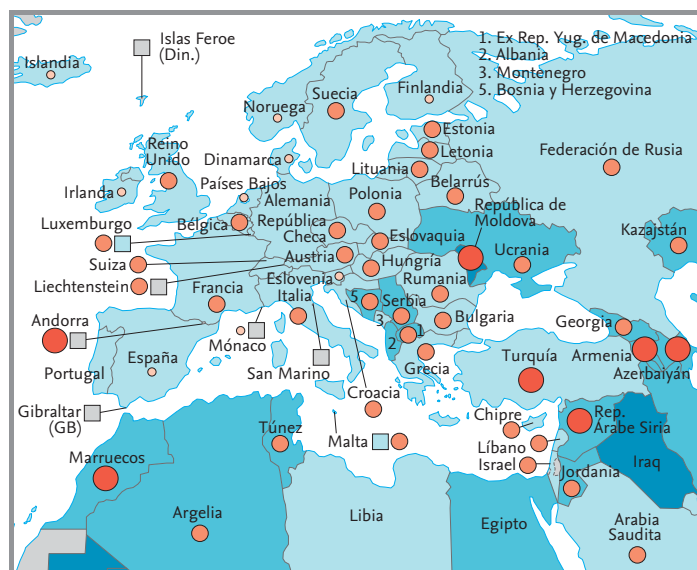 Islas Feroe
(Din.)
1. Ex Rep. Yug. de Macedonia
2. Albania
3. Montenegro
5. Bosnia y Herzegovina
Islandia
Noruega
Suecia
Finlandia
Estonia
Letonia
Lituania
Federación de Rusia
Reino
Unido
Dinamarca
Irlanda
Países Bajos
Alemania
Polonia
Belarrús
República de
Moldova
Luxemburgo
Bélgica
República
Checa
Eslovaquia
Ucrania
Kazajstán
Suiza
Austria
Hungría
Liechtenstein
Francia
Eslovenia
Italia
Serbia
Rumania
5
3
1
2
Bulgaria
Georgia
Andorra
Mónaco
España
Portugal
San Marino
Grecia
Turquía
Armenia
Azerbaiyán
Gibraltar
(GB)
Croacia
Chipre
Rep.
Árabe Siria
Túnez
Malta
Líbano
Israel
Iraq
Marruecos
Jordania
Argelia
Libia
Egipto
Arabia
Saudita